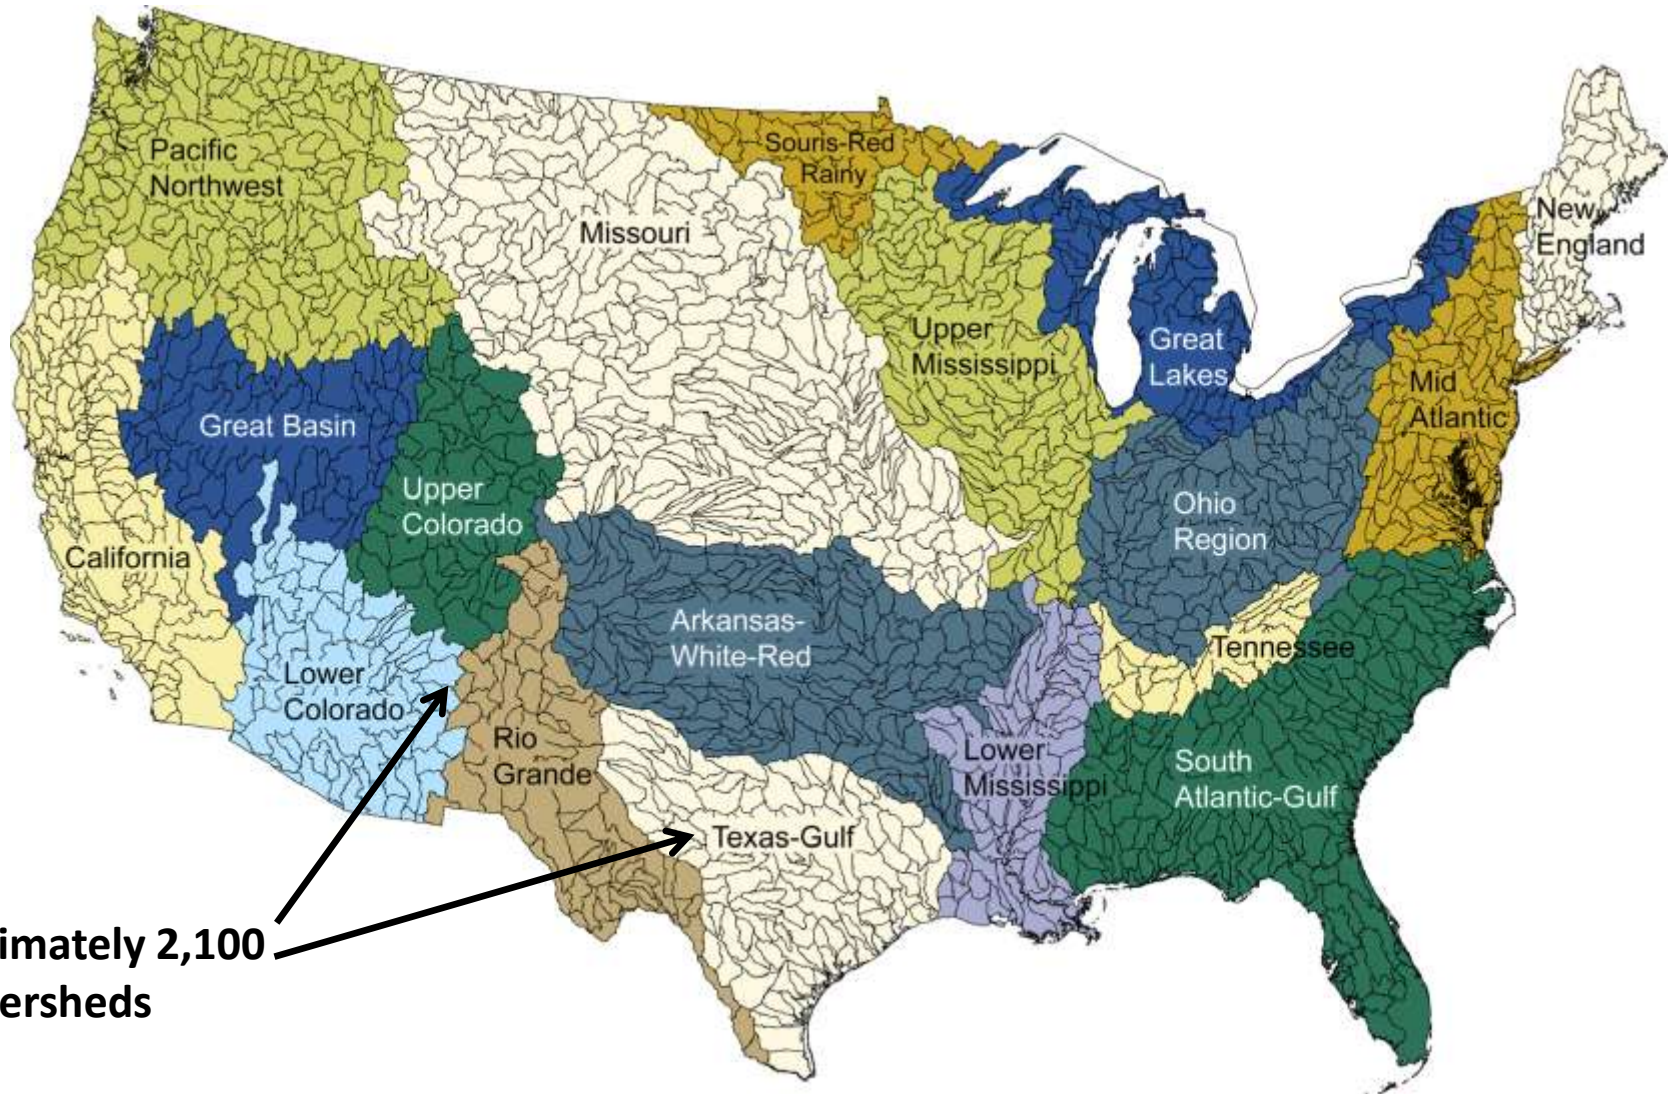 Pacific
Northwest
Missouri
Souris-Red
Rainy
New
England
Upper
Mississippi
Great
Lakes
Mid
Atlantic
Great Basin
Upper
Colorado
Ohio
Region
California
Arkansas-
White-Red
Tennessee
Lower
Colorado
Rio
Grande
Lower
Mississippi
South
Atlantic-Gulf
Texas-Gulf
imately 2,100
ersheds